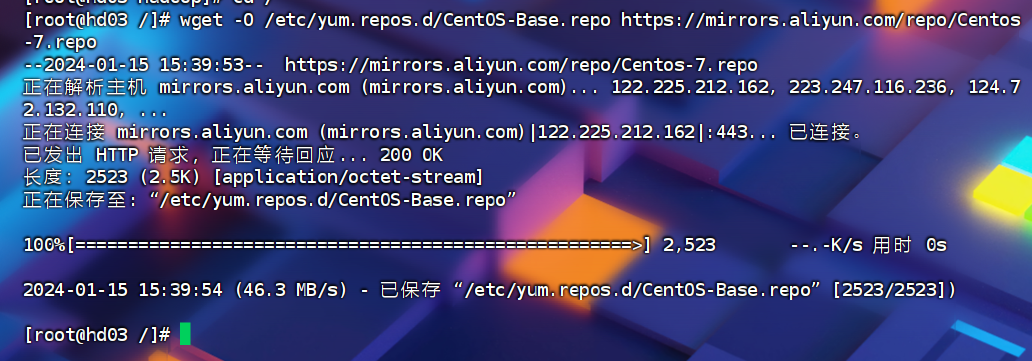 [root@hd03 hadoop]# cd /
[root@hd03 /]# wget -O /etc/yum.repos.d/CentOS-Base.repo https://mirrors.aliyun.com/repo/Centos
-7.repo
--2024-01-15 15:39:53--  https://mirrors.aliyun.com/repo/Centos-7.repo
正在解析主机 mirrors.aliyun.com (mirrors.aliyun.com)... 122.225.212.162, 223.247.116.236, 124.7
2.132.110, ...
正在连接 mirrors.aliyun.com (mirrors.aliyun.com)|122.225.212.162|:443... 已连接。
已发出 HTTP 请求，正在等待回应... 200 OK
长度：2523 (2.5K) [application/octet-stream]
正在保存至: “/etc/yum.repos.d/CentOS-Base.repo”
100%[=====================================================>] 2,523       --.-K/s 用时 0s
2024-01-15 15:39:54 (46.3 MB/s) - 已保存 “/etc/yum.repos.d/CentOS-Base.repo” [2523/2523])
[root@hd03 /]#